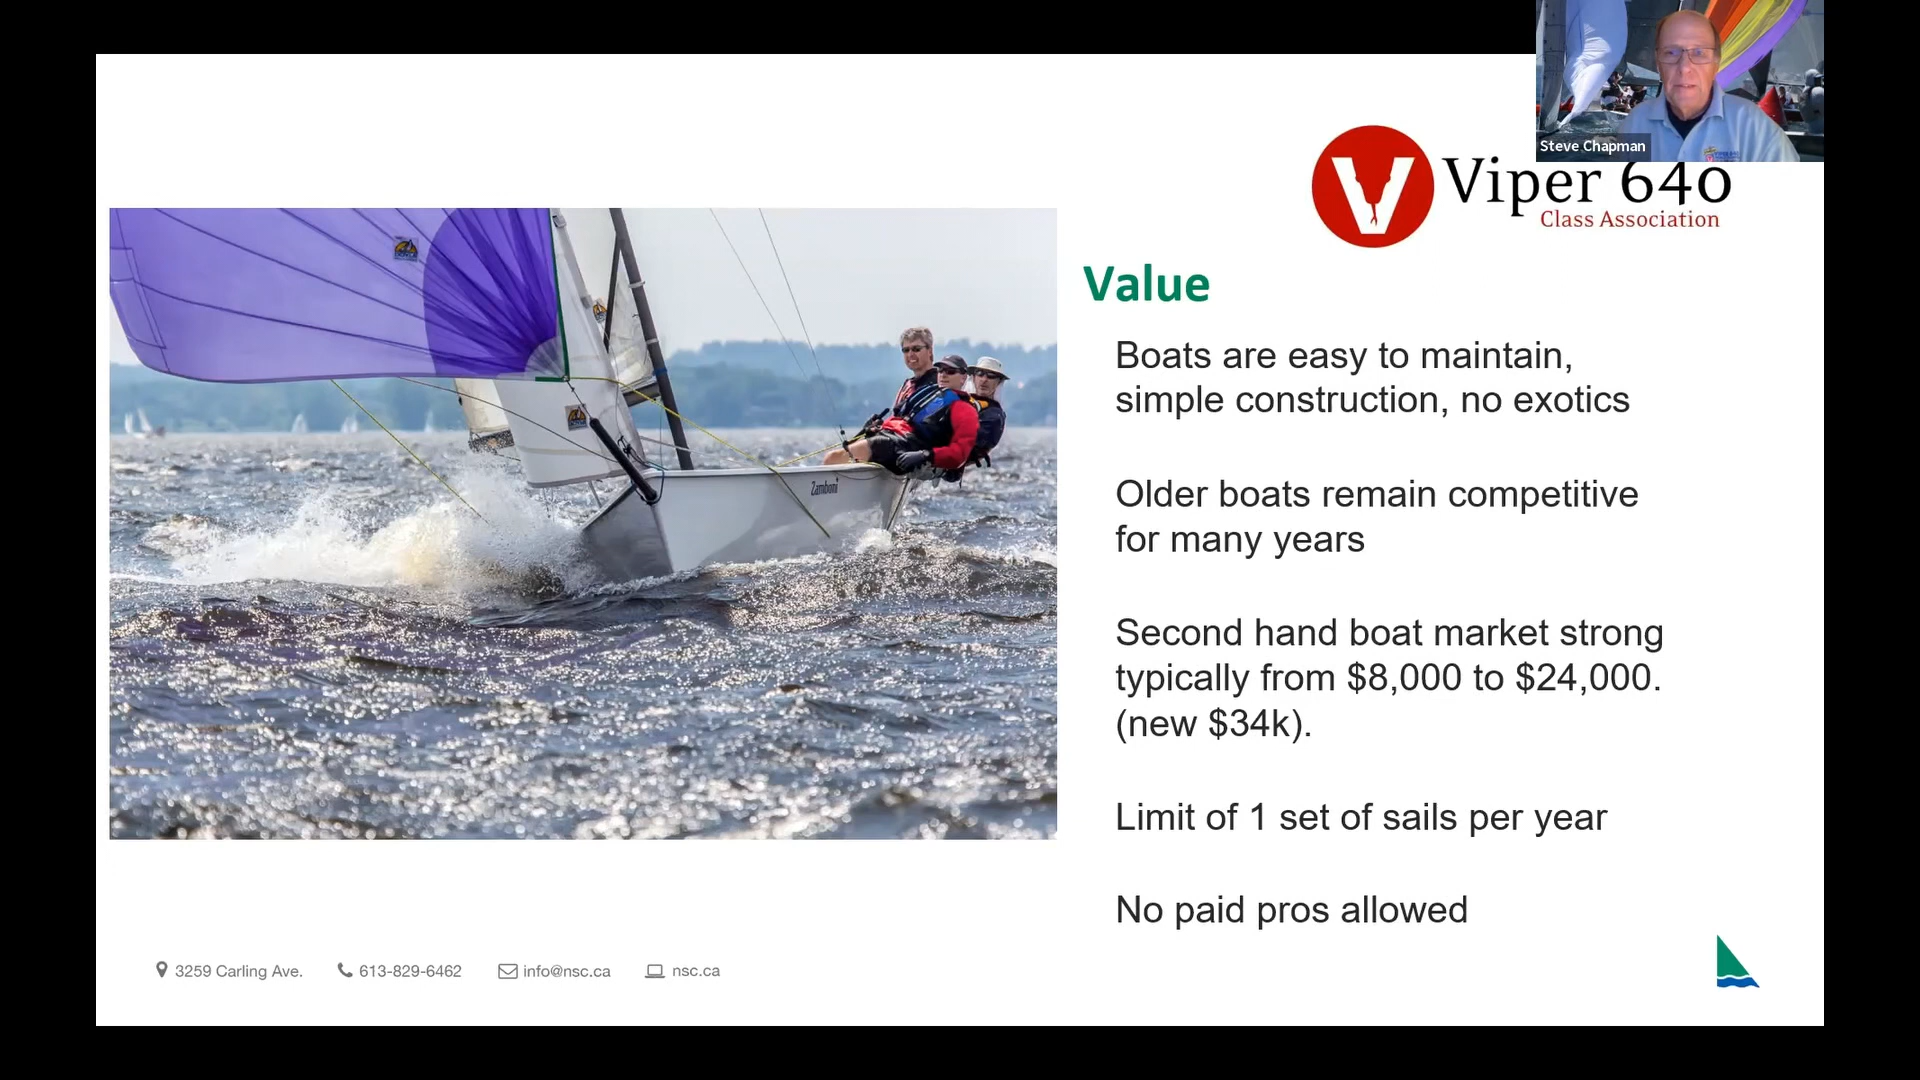 Steve Chapman
V Viper 640
Class Association
Value
Boats are easy to maintain,
simple construction, no exotics
Older boats remain competitive
for many years
Second hand boat market strong
typically from $8,000 to $24,000.
(new $34k).
Limit of 1 set of sails per year
No paid pros allowed
Zamboni
3259 Carling Ave. 613-829-6462 info@nsc.ca nsc.ca